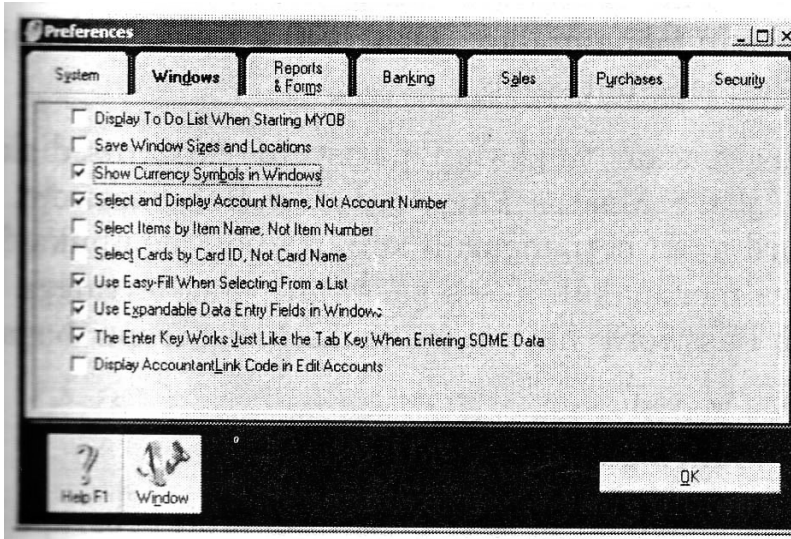 Preferences
System
Windows
Reports
& Forms
Banking
Sales
Purchases
Security
Display To Do List When Starting MYOB
Save Window Sizes and Locations
Show Currency Symbols in Windows
Select and Display Account Name, Not Account Number
Select Items by Item Name, Not Item Number
Select Cards by Card ID, Not Card Name
Use Easy-Fill When Selecting From a List
Use Expandable Data Entry Fields in Windows
The Enter Key Works Just Like the Tab Key When Entering SOME Data
Display AccountantLink Code in Edit Accounts
?
Help F1
Window
OK